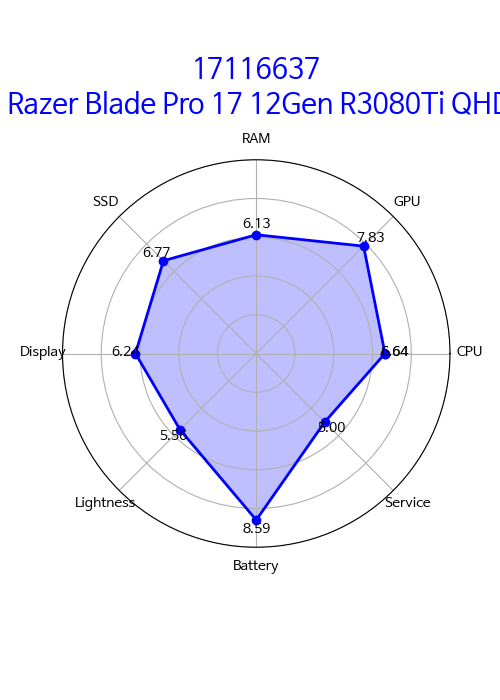 17116637
Razer Blade Pro 17 12Gen R3080Ti QHD
RAM
6.13
SSD
GPU
6.77
7.83
Display
6.24
6.64
CPU
5.56
5.00
Lightness
Service
8.59
Battery